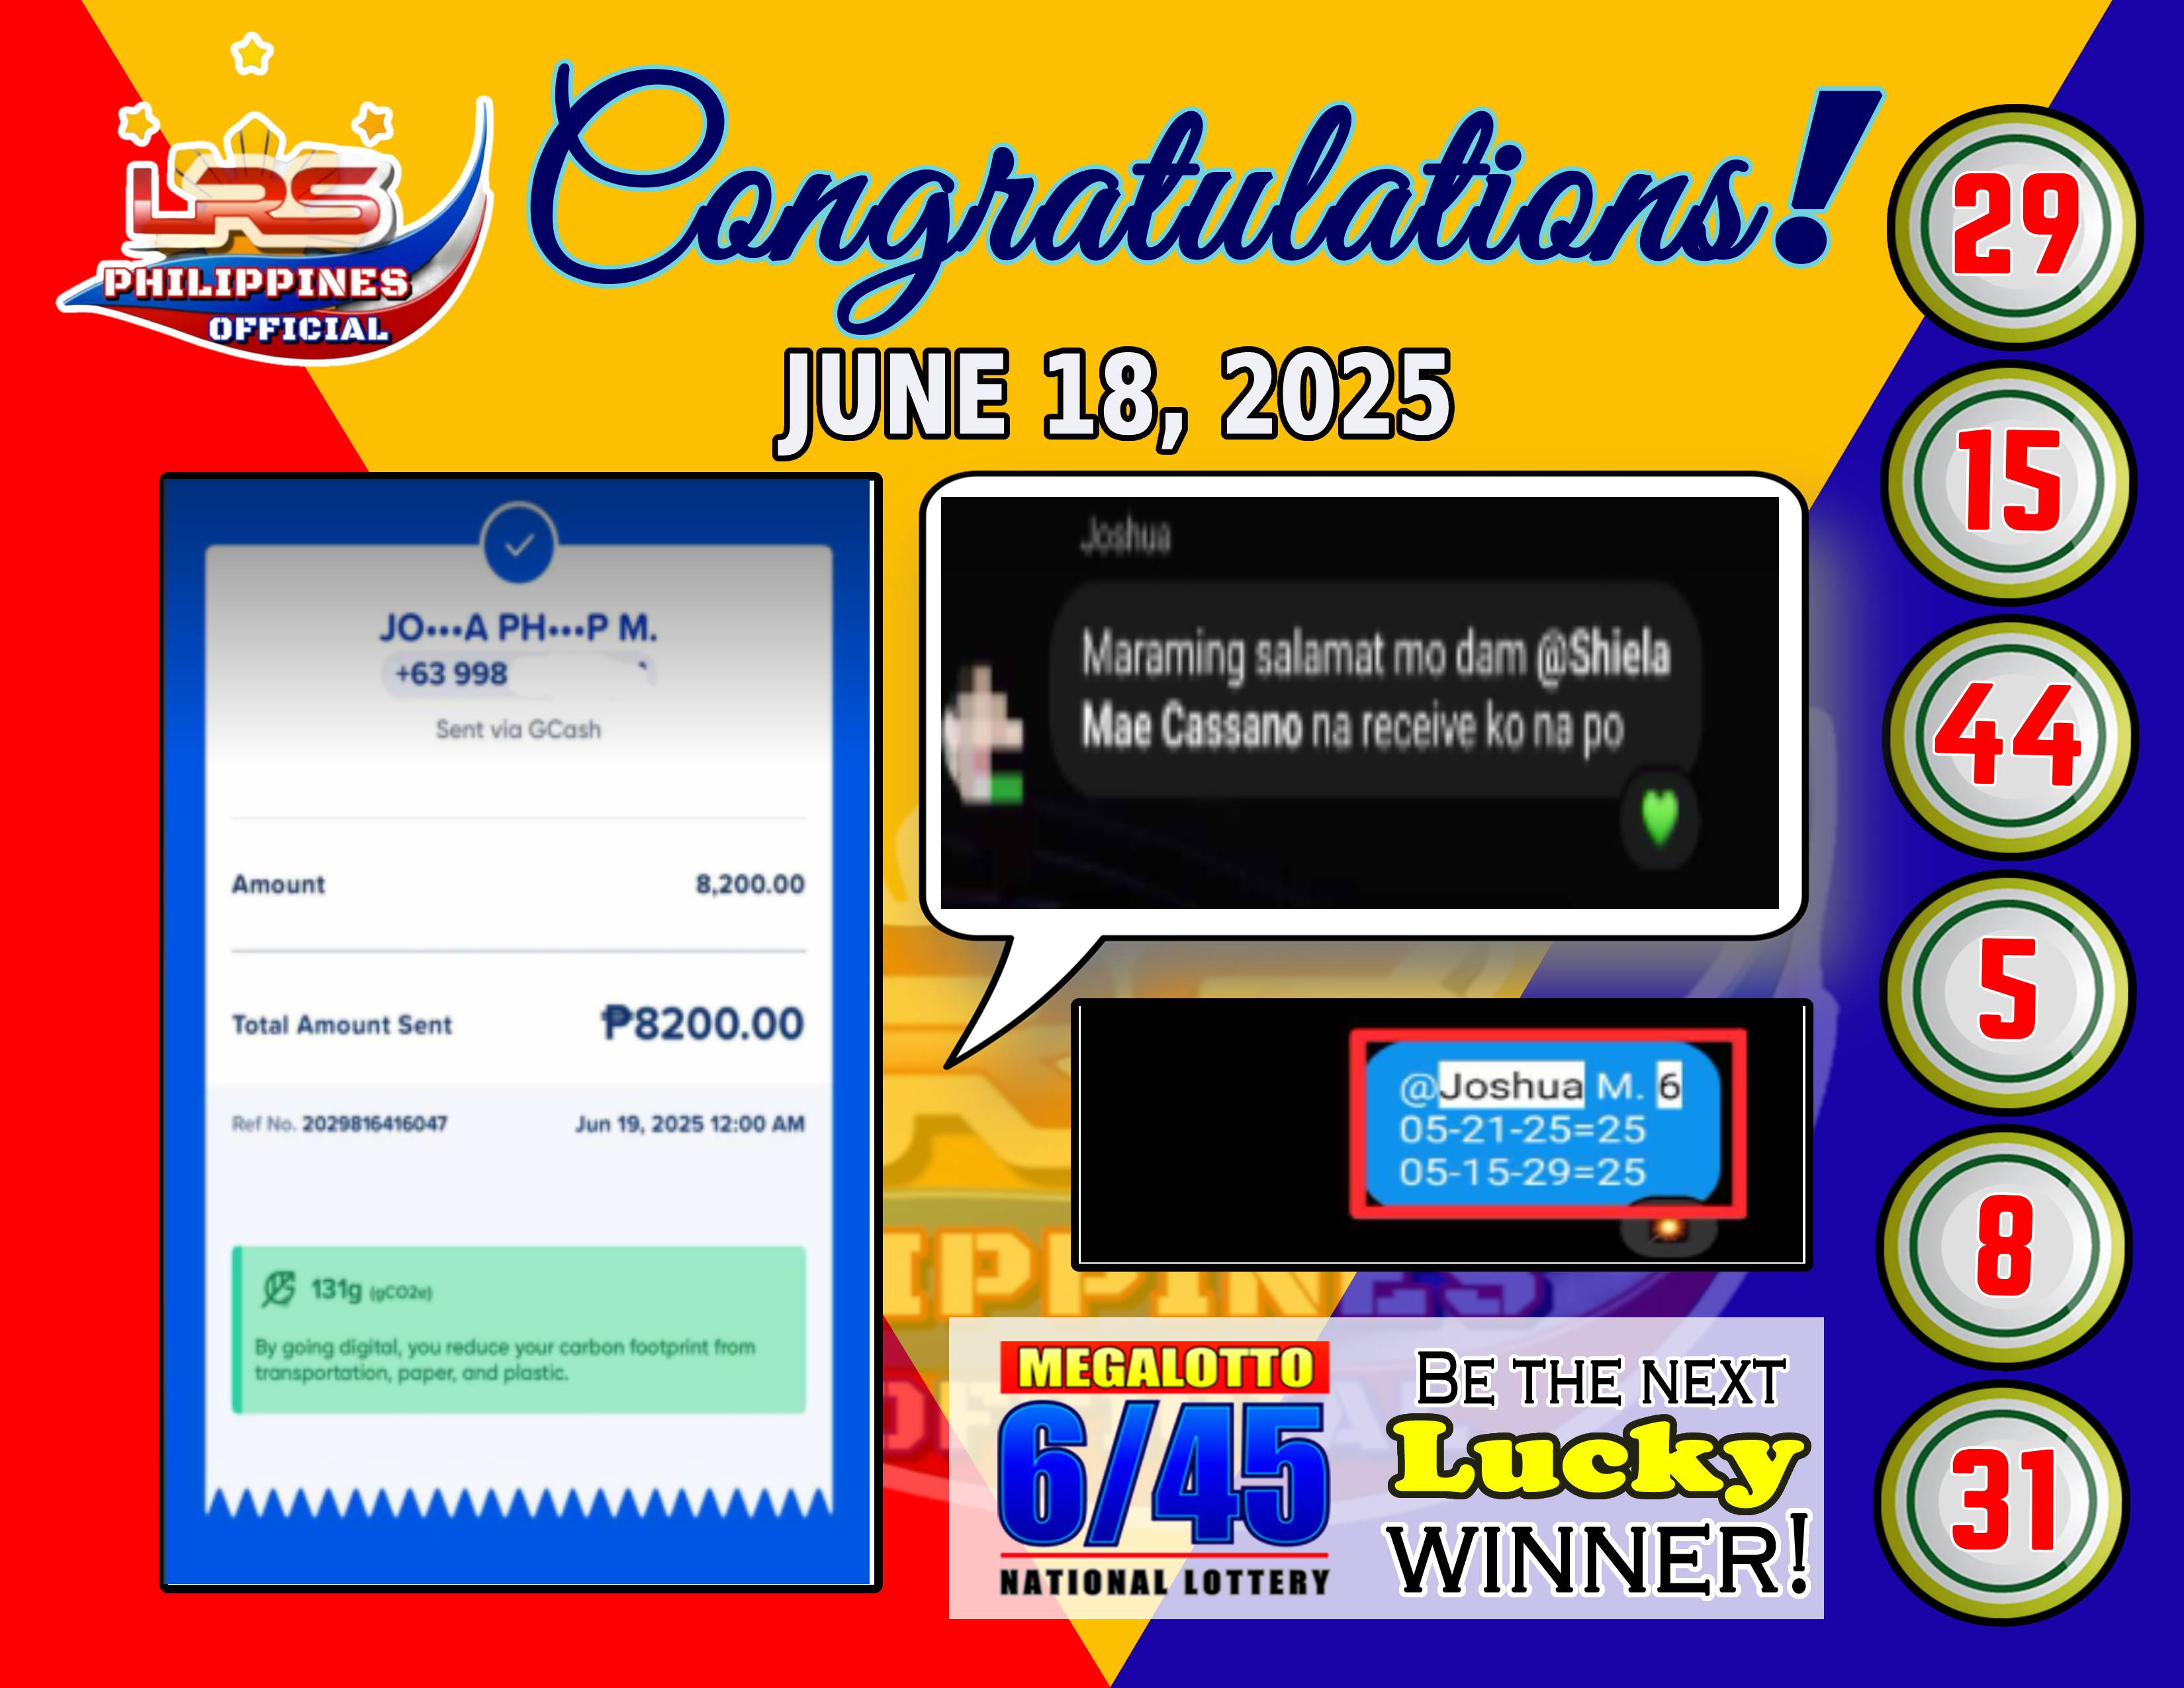 LRS
PHILIPPINES
OFFICIAL
Congratulations!
JUNE 18, 2025
JO•••A PH•••P M.
+63 998
Sent via GCash
Amount 8,200.00
Total Amount Sent ₱8200.00
Ref No. 2029816416047 Jun 19, 2025 12:00 AM
131g (gCO2e)
By going digital, you reduce your carbon footprint from
transportation, paper, and plastic.
Joshua
Maraming salamat mo dam @Shiela
Mae Cassano na receive ko na po
@Joshua M. 6
05-21-25=25
05-15-29=25
MEGALOTTO
6/45
NATIONAL LOTTERY
BE THE NEXT
Lucky
WINNER!
29
15
44
5
8
31